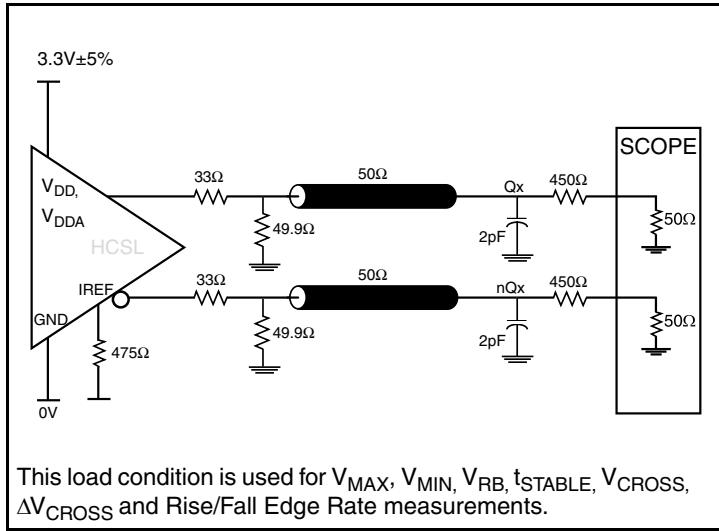 3.3V±5%
SCOPE
33Ω
50Ω
Qx
450Ω
V_DD,
V_DDA
HCSL
49.9Ω
2pF
50Ω
33Ω
50Ω
nQx
450Ω
IREF
GND
49.9Ω
2pF
50Ω
475Ω
0V
This load condition is used for V_MAX, V_MIN, V_RB, t_STABLE, V_CROSS,
ΔV_CROSS and Rise/Fall Edge Rate measurements.